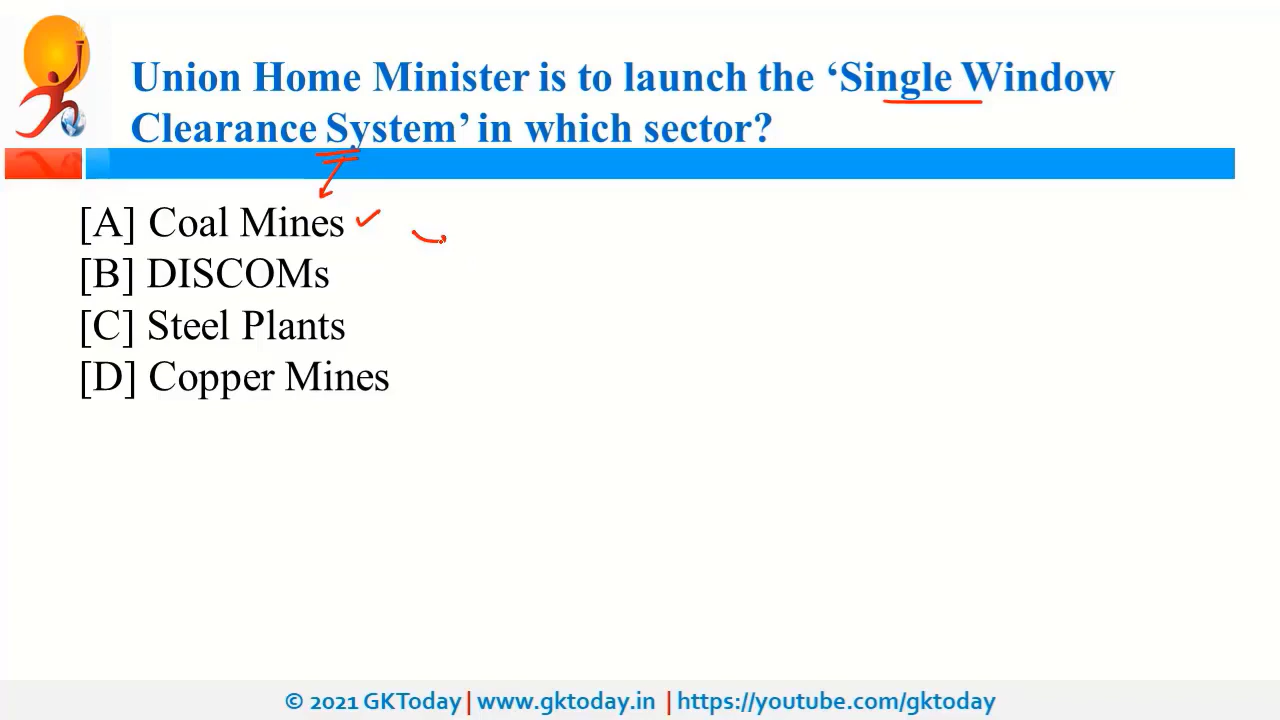 Union Home Minister is to launch the ‘Single Window
Clearance System’ in which sector?
[A] Coal Mines
[B] DISCOMs
[C] Steel Plants
[D] Copper Mines
© 2021 GKToday | www.gktoday.in | https://youtube.com/gktoday